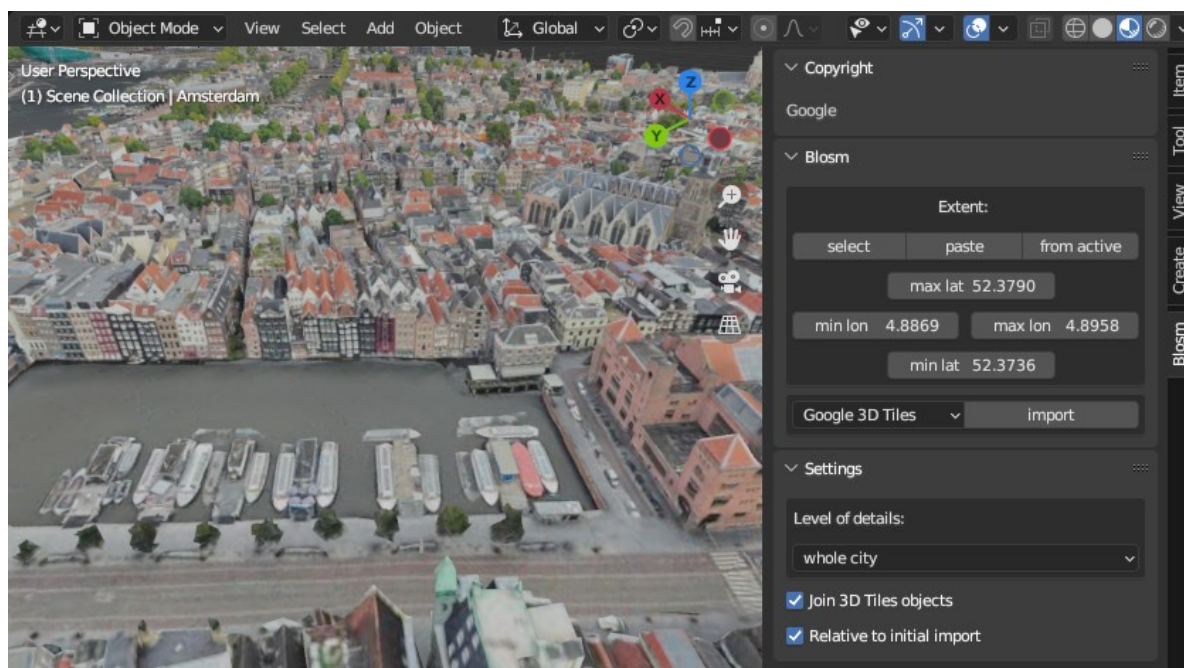 Object Mode View Select Add Object Global
User Perspective
(1) Scene Collection | Amsterdam
Z
X
Y
Copyright
Google
Blosm
Extent:
select paste from active
max lat 52.3790
min lon 4.8869 max lon 4.8958
min lat 52.3736
Google 3D Tiles import
Settings
Level of details:
whole city
Join 3D Tiles objects
Relative to initial import
Item
Tool
View
Create
Blosm